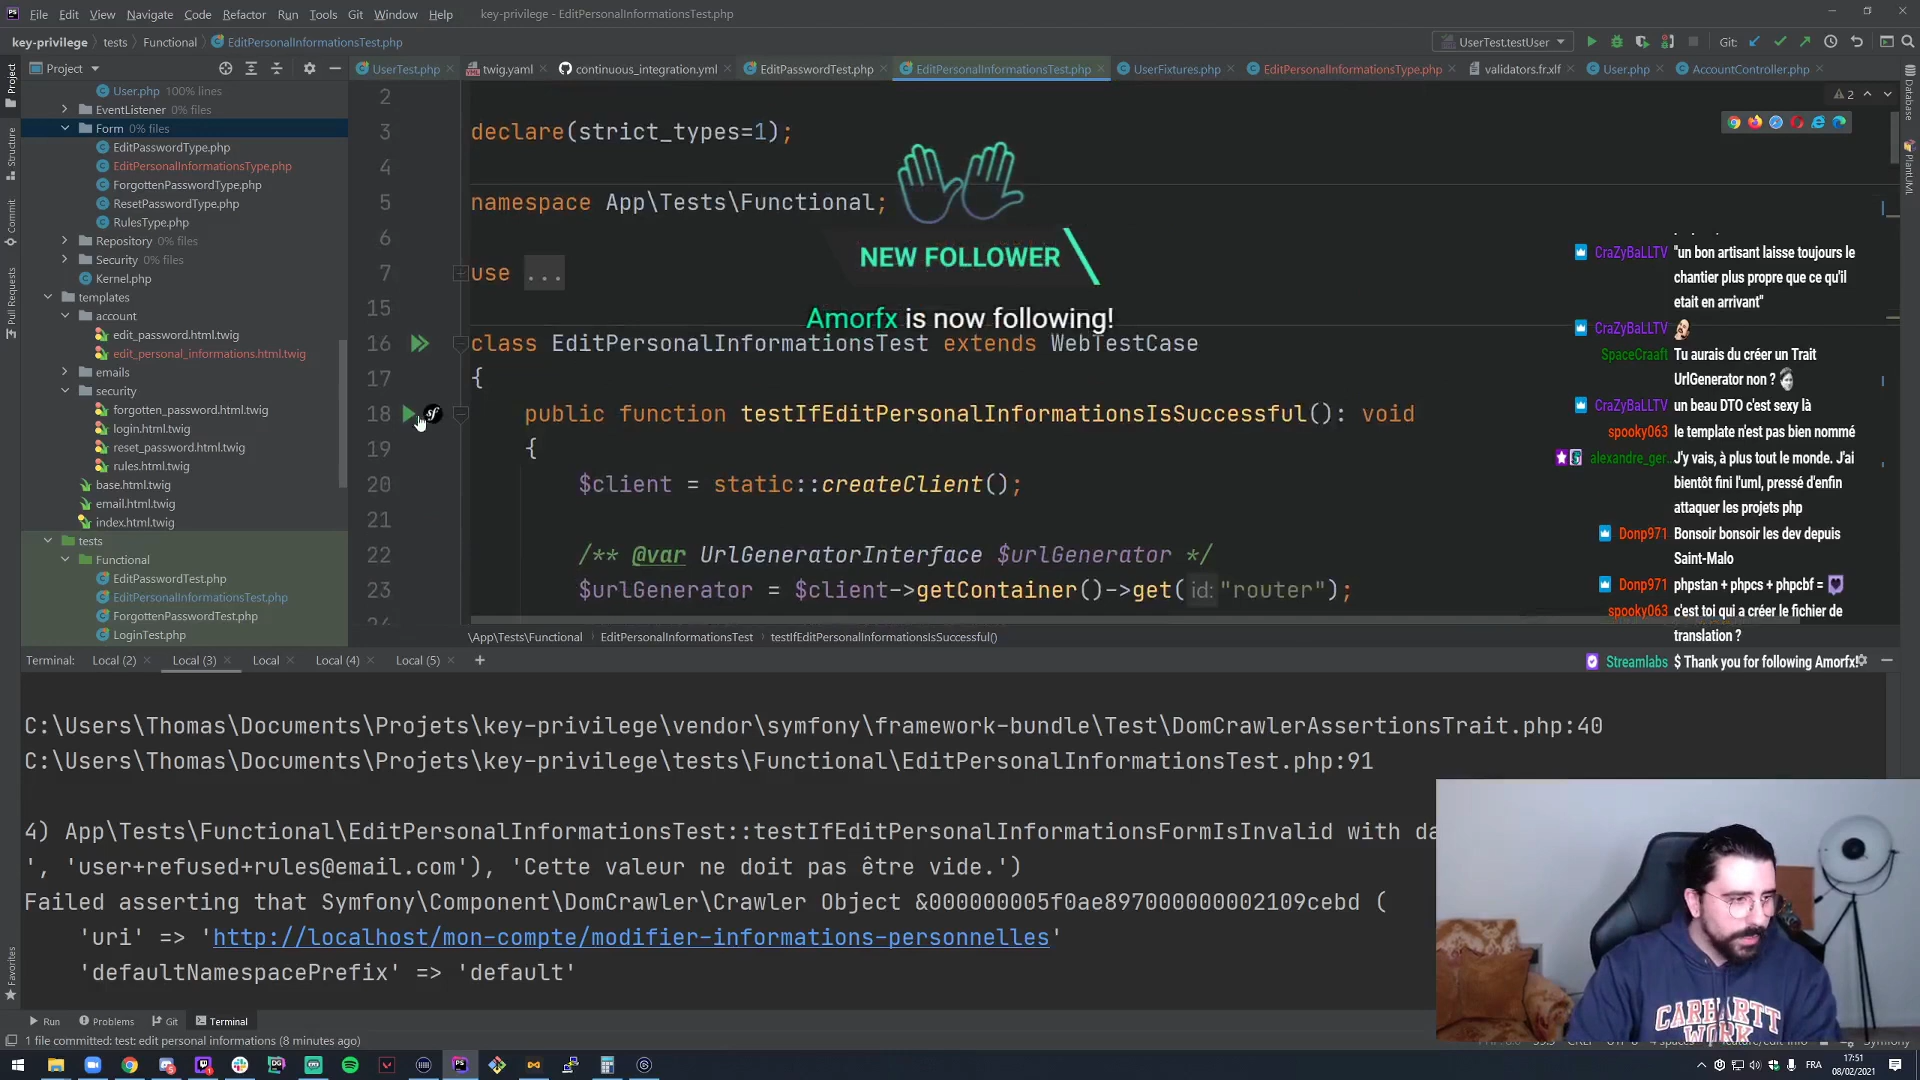 File Edit View Navigate Code Refactor Run Tools Git Window Help
key-privilege - EditPersonalInformationsTest.php
key-privilege tests Functional EditPersonalInformationsTest.php
UserTest.testUser
Git:
Project
UserTest.php twig.yaml continuous_integration.yml EditPasswordTest.php EditPersonalInformationsTest.php UserFixtures.php EditPersonalInformationsType.php validators.fr.xlf User.php AccountController.php
Project
Structure
Commit
Pull Requests
Favorites
Database
PlantUML
User.php 100% lines
EventListener 0% files
Form 0% files
EditPasswordType.php
EditPersonalInformationsType.php
ForgottenPasswordType.php
ResetPasswordType.php
RulesType.php
Repository 0% files
Security 0% files
Kernel.php
templates
account
edit_password.html.twig
edit_personal_informations.html.twig
emails
security
forgotten_password.html.twig
login.html.twig
reset_password.html.twig
rules.html.twig
base.html.twig
email.html.twig
index.html.twig
tests
Functional
EditPasswordTest.php
EditPersonalInformationsTest.php
ForgottenPasswordTest.php
LoginTest.php
2
2
3 declare(strict_types=1);
4
5 namespace App\Tests\Functional;
6
7 use ...
15
16 class EditPersonalInformationsTest extends WebTestCase
17 {
18 public function testIfEditPersonalInformationsIsSuccessful(): void
19 {
20 $client = static::createClient();
21
22 /** @var UrlGeneratorInterface $urlGenerator */
23 $urlGenerator = $client->getContainer()->get( id: "router");
NEW FOLLOWER
Amorfx is now following!
CraZyBaLLTV "un bon artisant laisse toujours le
chantier plus propre que ce qu'il
etait en arrivant"
CraZyBaLLTV
SpaceCraaft Tu aurais du créer un Trait
UrlGenerator non ?
CraZyBaLLTV un beau DTO c'est sexy là
spooky063 le template n'est pas bien nommé
alexandre_ger... J'y vais, à plus tout le monde. J'ai
bientôt fini l'uml, pressé d'enfin
attaquer les projets php
Donp971 Bonsoir bonsoir les dev depuis
Saint-Malo
Donp971 phpstan + phpcs + phpcbf =
spooky063 c'est toi qui a créer le fichier de
translation ?
Streamlabs $ Thank you for following Amorfx!
\App\Tests\Functional EditPersonalInformationsTest testIfEditPersonalInformationsIsSuccessful()
Terminal: Local (2) Local (3) Local Local (4) Local (5)
C:\Users\Thomas\Documents\Projets\key-privilege\vendor\symfony\framework-bundle\Test\DomCrawlerAssertionsTrait.php:40
C:\Users\Thomas\Documents\Projets\key-privilege\tests\Functional\EditPersonalInformationsTest.php:91
4) App\Tests\Functional\EditPersonalInformationsTest::testIfEditPersonalInformationsFormIsInvalid with da
', 'user+refused+rules@email.com'), 'Cette valeur ne doit pas être vide.')
Failed asserting that Symfony\Component\DomCrawler\Crawler Object &000000005f0ae897000000002109cebd (
'uri' => 'http://localhost/mon-compte/modifier-informations-personnelles'
'defaultNamespacePrefix' => 'default'
CARHARTT
WORK
Run Problems Git Terminal
1 file committed: test: edit personal informations (8 minutes ago)
FRA
17:51
08/02/2021